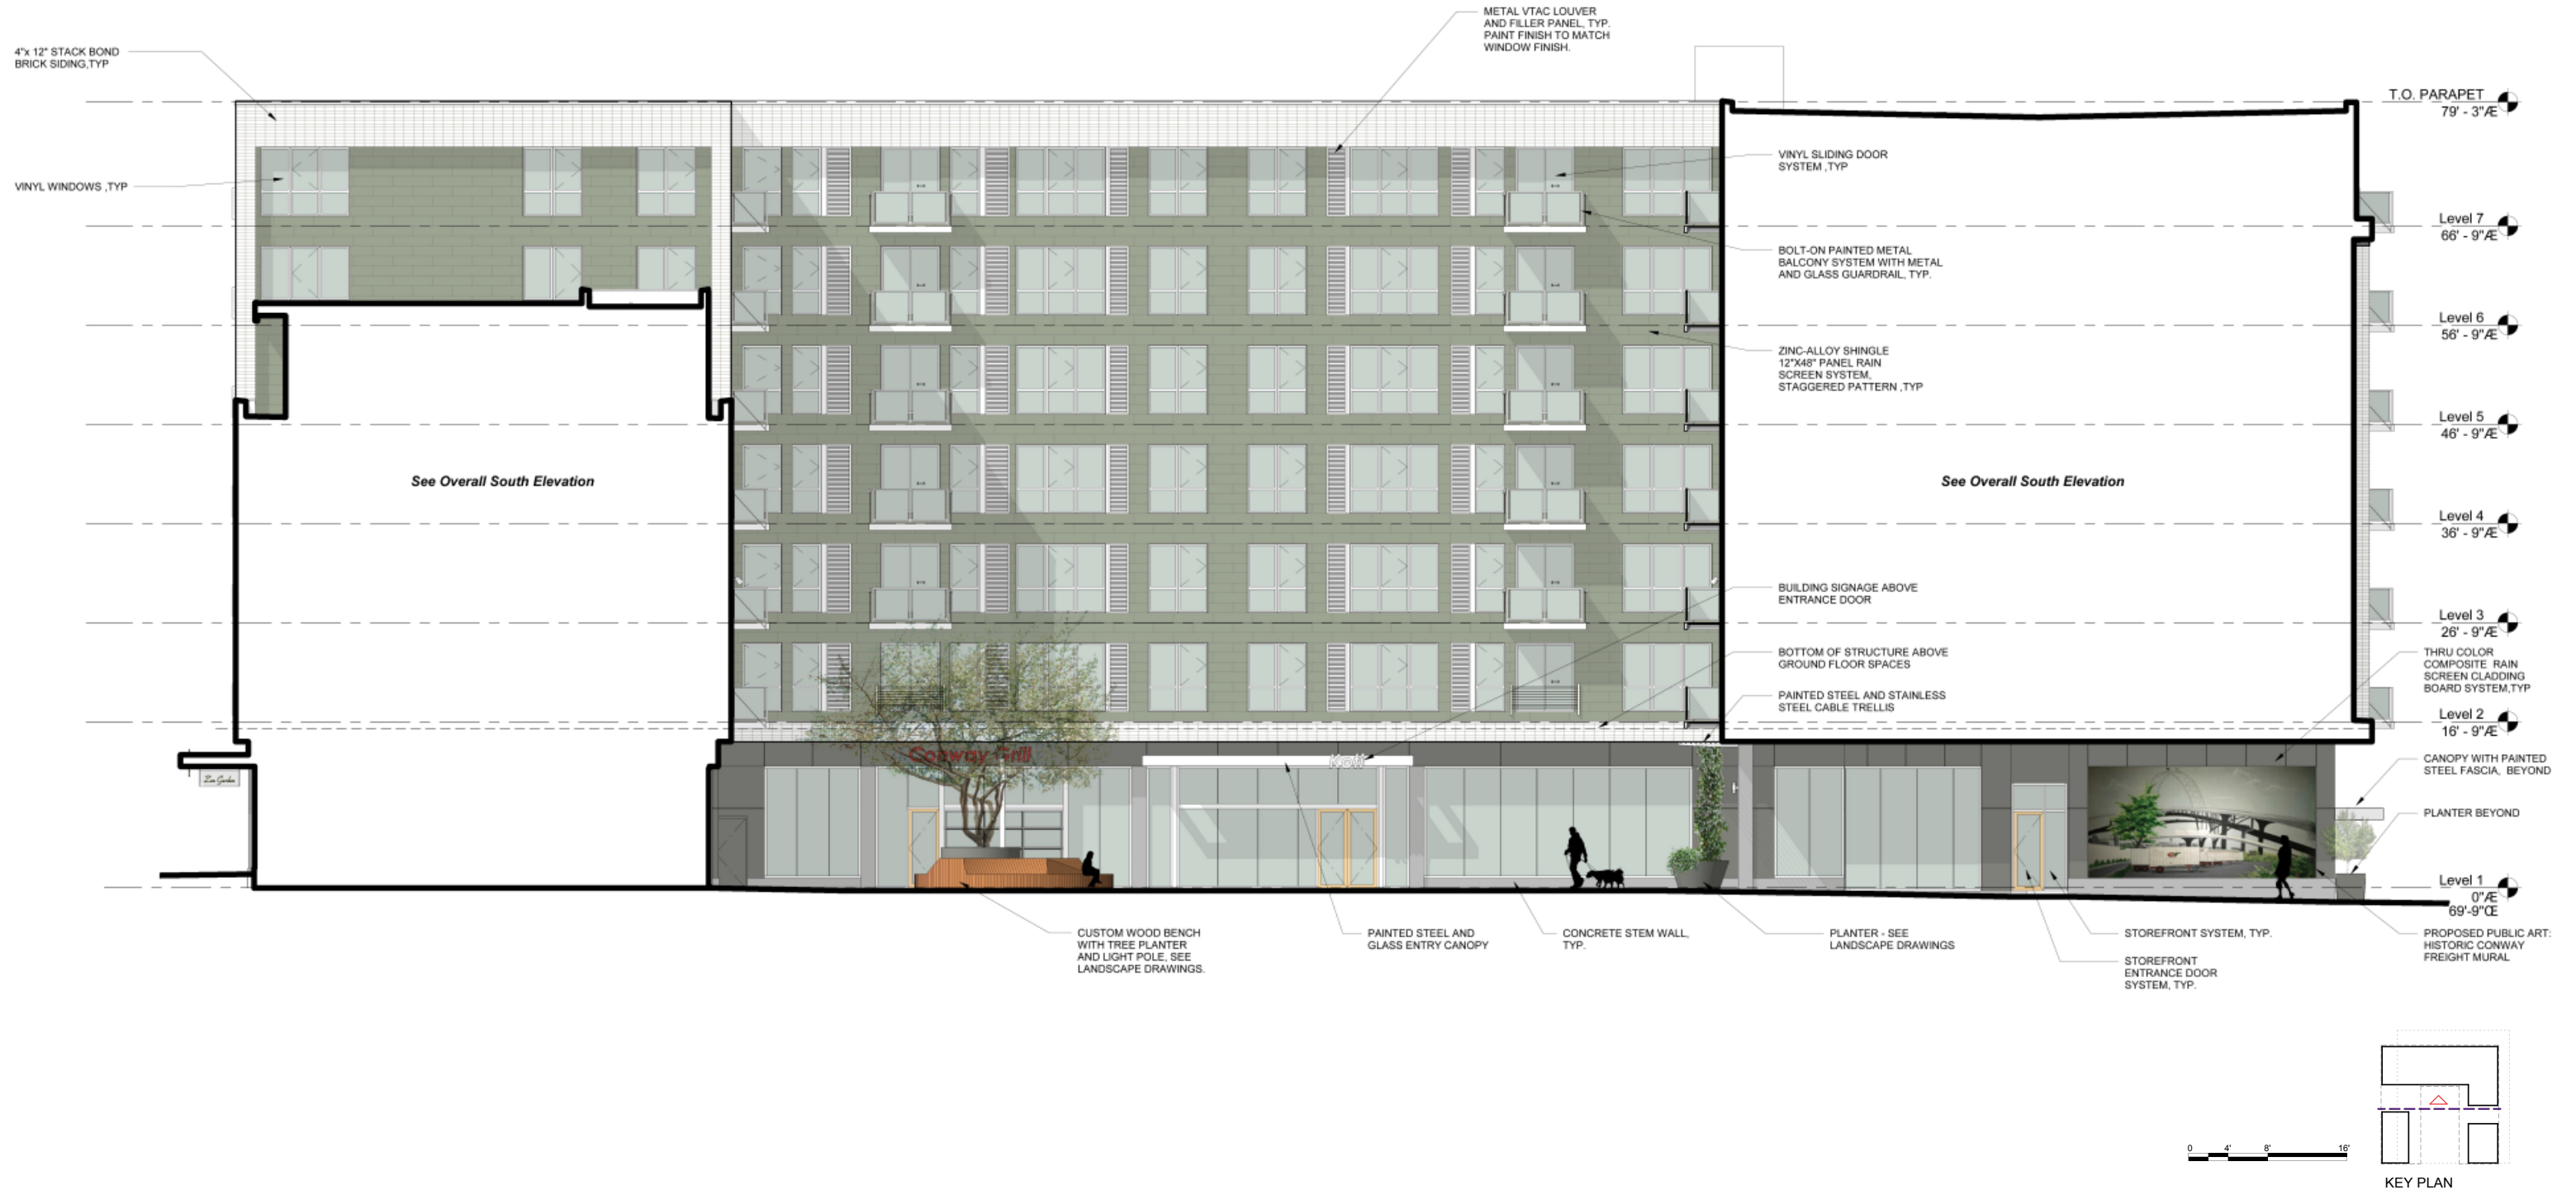 METAL VTAC LOUVER
AND FILLER PANEL, TYP.
PAINT FINISH TO MATCH
WINDOW FINISH.
4"x 12" STACK BOND
BRICK SIDING,TYP
VINYL WINDOWS ,TYP
T.O. PARAPET
79' - 3"Æ
VINYL SLIDING DOOR
SYSTEM ,TYP
Level 7
66' - 9"Æ
BOLT-ON PAINTED METAL
BALCONY SYSTEM WITH METAL
AND GLASS GUARDRAIL, TYP.
Level 6
56' - 9"Æ
ZINC-ALLOY SHINGLE
12"X48" PANEL RAIN
SCREEN SYSTEM,
STAGGERED PATTERN ,TYP
Level 5
46' - 9"Æ
See Overall South Elevation
See Overall South Elevation
Level 4
36' - 9"Æ
BUILDING SIGNAGE ABOVE
ENTRANCE DOOR
Level 3
26' - 9"Æ
BOTTOM OF STRUCTURE ABOVE
GROUND FLOOR SPACES
THRU COLOR
COMPOSITE RAIN
SCREEN CLADDING
BOARD SYSTEM,TYP
PAINTED STEEL AND STAINLESS
STEEL CABLE TRELLIS
Level 2
16' - 9"Æ
Conway Grill
Zen Garden
CANOPY WITH PAINTED
STEEL FASCIA, BEYOND
PLANTER BEYOND
Level 1
0"Æ
69'-9"Œ
CUSTOM WOOD BENCH
WITH TREE PLANTER
AND LIGHT POLE, SEE
LANDSCAPE DRAWINGS.
PAINTED STEEL AND
GLASS ENTRY CANOPY
CONCRETE STEM WALL,
TYP.
PLANTER - SEE
LANDSCAPE DRAWINGS
STOREFRONT SYSTEM, TYP.
STOREFRONT
ENTRANCE DOOR
SYSTEM, TYP.
PROPOSED PUBLIC ART:
HISTORIC CONWAY
FREIGHT MURAL
0 4' 8' 16'
KEY PLAN